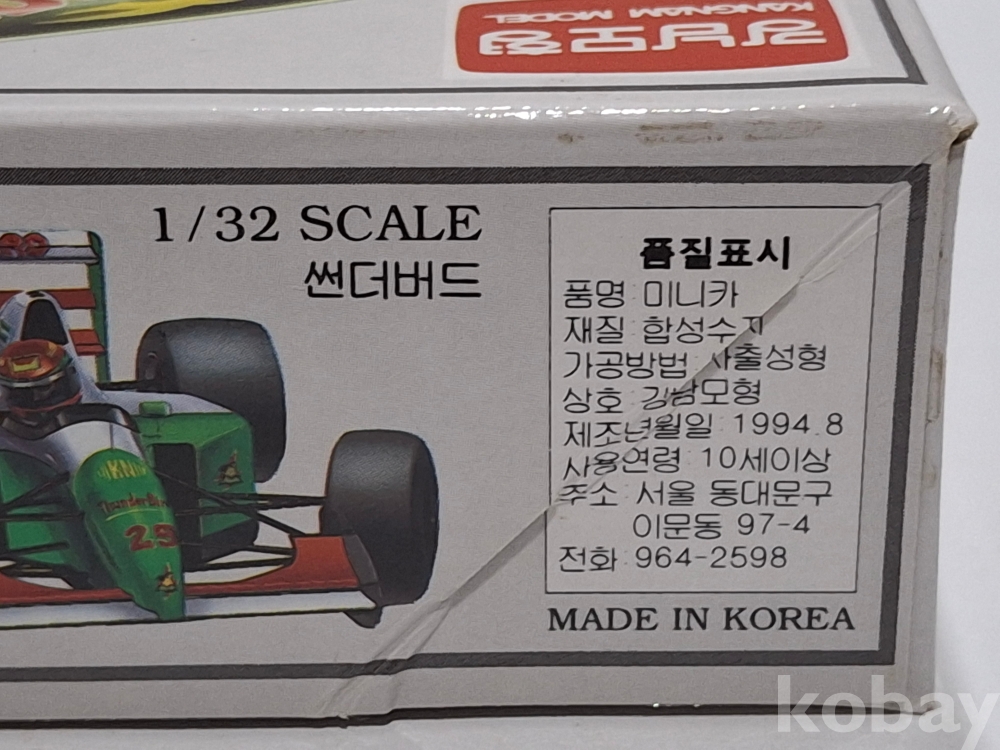 강남모형
KANGNAM MODEL
1/32 SCALE
썬더버드
품질표시
품명 : 미니카
재질 : 합성수지
가공방법 : 사출성형
상호 : 강남모형
제조년월일 : 1994.8
사용연령 : 10세이상
주소 : 서울 동대문구
이문동 97-4
전화 : 964-2598
MADE IN KOREA
ThunderBird
29
kobay